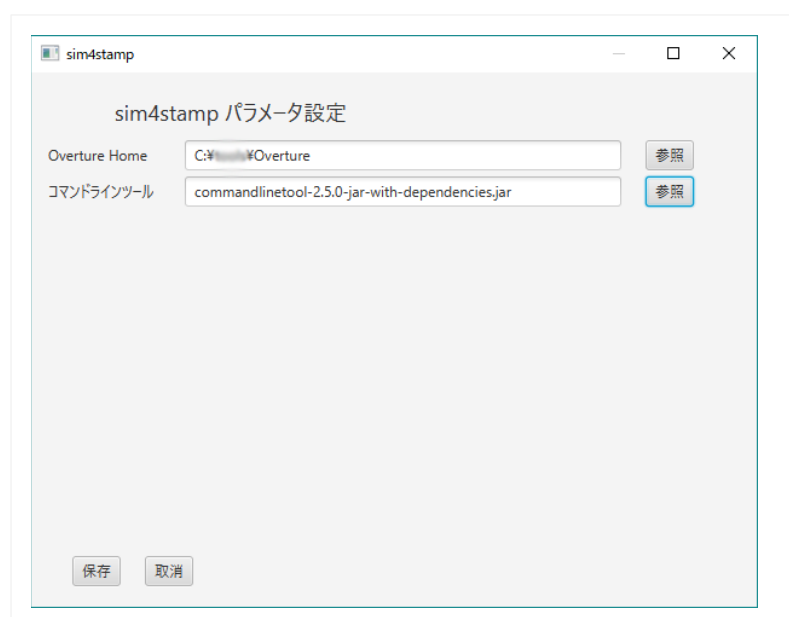 sim4stamp
sim4stamp パラメータ設定
Overture Home C:¥ ¥Overture 参照
コマンドラインツール commandlinetool-2.5.0-jar-with-dependencies.jar 参照
保存 取消